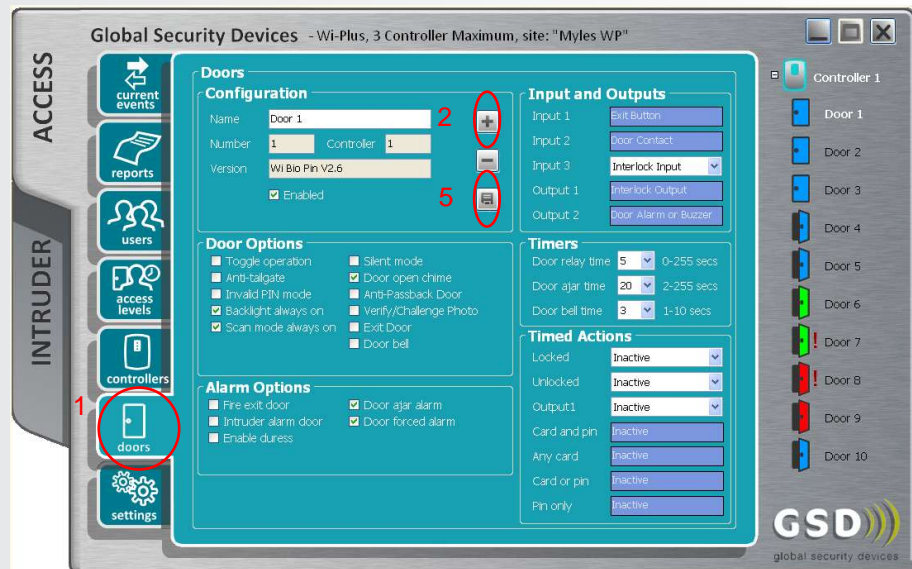 Global Security Devices - Wi-Plus, 3 Controller Maximum, site: "Myles WP"
ACCESS
INTRUDER
current
events
reports
users
access
levels
controllers
1
doors
settings
Doors
Configuration
Name Door 1
2
+
Number 1 Controller 1
Version Wi Bio Pin V2.6
Enabled
5
Input and Outputs
Input 1 Exit Button
Input 2 Door Contact
Input 3 Interlock Input
Output 1 Interlock Output
Output 2 Door Alarm or Buzzer
Door Options
Toggle operation
Anti-tailgate
Invalid PIN mode
Backlight always on
Scan mode always on
Silent mode
Door open chime
Anti-Passback Door
Verify/Challenge Photo
Exit Door
Door bell
Timers
Door relay time 5 0-255 secs
Door ajar time 20 2-255 secs
Door bell time 3 1-10 secs
Alarm Options
Fire exit door
Intruder alarm door
Enable duress
Door ajar alarm
Door forced alarm
Timed Actions
Locked Inactive
Unlocked Inactive
Output1 Inactive
Card and pin Inactive
Any card Inactive
Card or pin Inactive
Pin only Inactive
Controller 1
Door 1
Door 2
Door 3
Door 4
Door 5
Door 6
! Door 7
! Door 8
Door 9
Door 10
GSD
global security devices